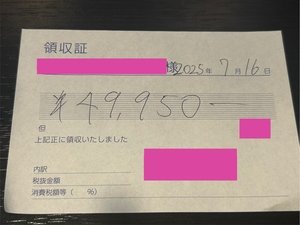 領収証
様 2025年 7月 16日
¥49,950-
但
上記正に領収いたしました
内訳
税抜金額
消費税額等( %)